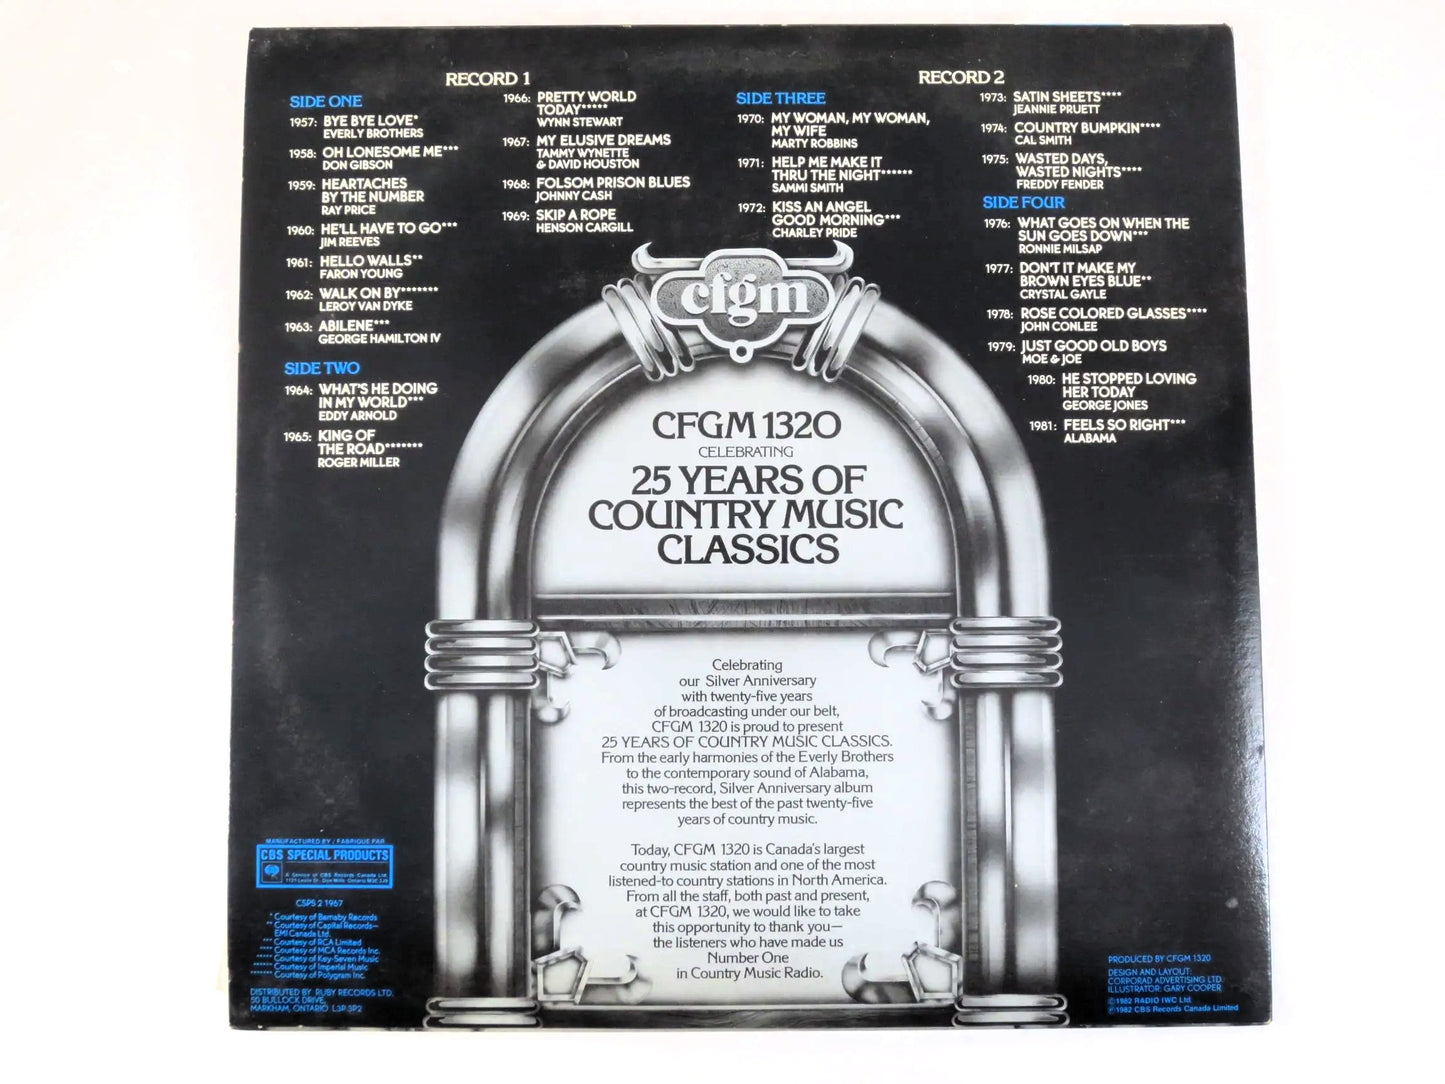 RECORD 1
SIDE ONE
1957: BYE BYE LOVE*
EVERLY BROTHERS
1958: OH LONESOME ME***
DON GIBSON
1959: HEARTACHES
BY THE NUMBER
RAY PRICE
1960: HE'LL HAVE TO GO***
JIM REEVES
1961: HELLO WALLS**
FARON YOUNG
1962: WALK ON BY*******
LEROY VAN DYKE
1963: ABILENE***
GEORGE HAMILTON IV
SIDE TWO
1964: WHAT'S HE DOING
IN MY WORLD***
EDDY ARNOLD
1965: KING OF
THE ROAD*******
ROGER MILLER
1966: PRETTY WORLD
TODAY*****
WYNN STEWART
1967: MY ELUSIVE DREAMS
TAMMY WYNETTE
& DAVID HOUSTON
1968: FOLSOM PRISON BLUES
JOHNNY CASH
1969: SKIP A ROPE
HENSON CARGILL
RECORD 2
SIDE THREE
1970: MY WOMAN, MY WOMAN,
MY WIFE
MARTY ROBBINS
1971: HELP ME MAKE IT
THRU THE NIGHT******
SAMMI SMITH
1972: KISS AN ANGEL
GOOD MORNING***
CHARLEY PRIDE
1973: SATIN SHEETS****
JEANNIE PRUETT
1974: COUNTRY BUMPKIN****
CAL SMITH
1975: WASTED DAYS,
WASTED NIGHTS****
FREDDY FENDER
SIDE FOUR
1976: WHAT GOES ON WHEN THE
SUN GOES DOWN***
RONNIE MILSAP
1977: DON'T IT MAKE MY
BROWN EYES BLUE**
CRYSTAL GAYLE
1978: ROSE COLORED GLASSES****
JOHN CONLEE
1979: JUST GOOD OLD BOYS
MOE & JOE
1980: HE STOPPED LOVING
HER TODAY
GEORGE JONES
1981: FEELS SO RIGHT***
ALABAMA
cfgm
CFGM 1320
CELEBRATING
25 YEARS OF
COUNTRY MUSIC
CLASSICS
Celebrating
our Silver Anniversary
with twenty-five years
of broadcasting under our belt,
CFGM 1320 is proud to present
25 YEARS OF COUNTRY MUSIC CLASSICS.
From the early harmonies of the Everly Brothers
to the contemporary sound of Alabama,
this two-record, Silver Anniversary album
represents the best of the past twenty-five
years of country music.
Today, CFGM 1320 is Canada's largest
country music station and one of the most
listened-to country stations in North America.
From all the staff, both past and present,
at CFGM 1320, we would like to take
this opportunity to thank you—
the listeners who have made us
Number One
in Country Music Radio.
MANUFACTURED BY / FABRIQUE PAR
CBS SPECIAL PRODUCTS
A Service of CBS Records Canada Ltd.
1121 Leslie St. Don Mills, Ontario M3C 2J9
CSPS 2 1967
* Courtesy of Barnaby Records
** Courtesy of Capitol Records—
EMI Canada Ltd.
*** Courtesy of RCA Limited
**** Courtesy of MCA Records Inc.
***** Courtesy of Key-Seven Music
****** Courtesy of Imperial Music
******* Courtesy of Polygram Inc.
DISTRIBUTED BY RUBY RECORDS LTD.
50 BULLOCK DRIVE,
MARKHAM, ONTARIO L3P 3P2
PRODUCED BY CFGM 1320
DESIGN AND LAYOUT:
CORPORAD ADVERTISING LTD.
ILLUSTRATOR: GARY COOPER
©1982 RADIO IWC Ltd.
℗1982 CBS Records Canada Limited